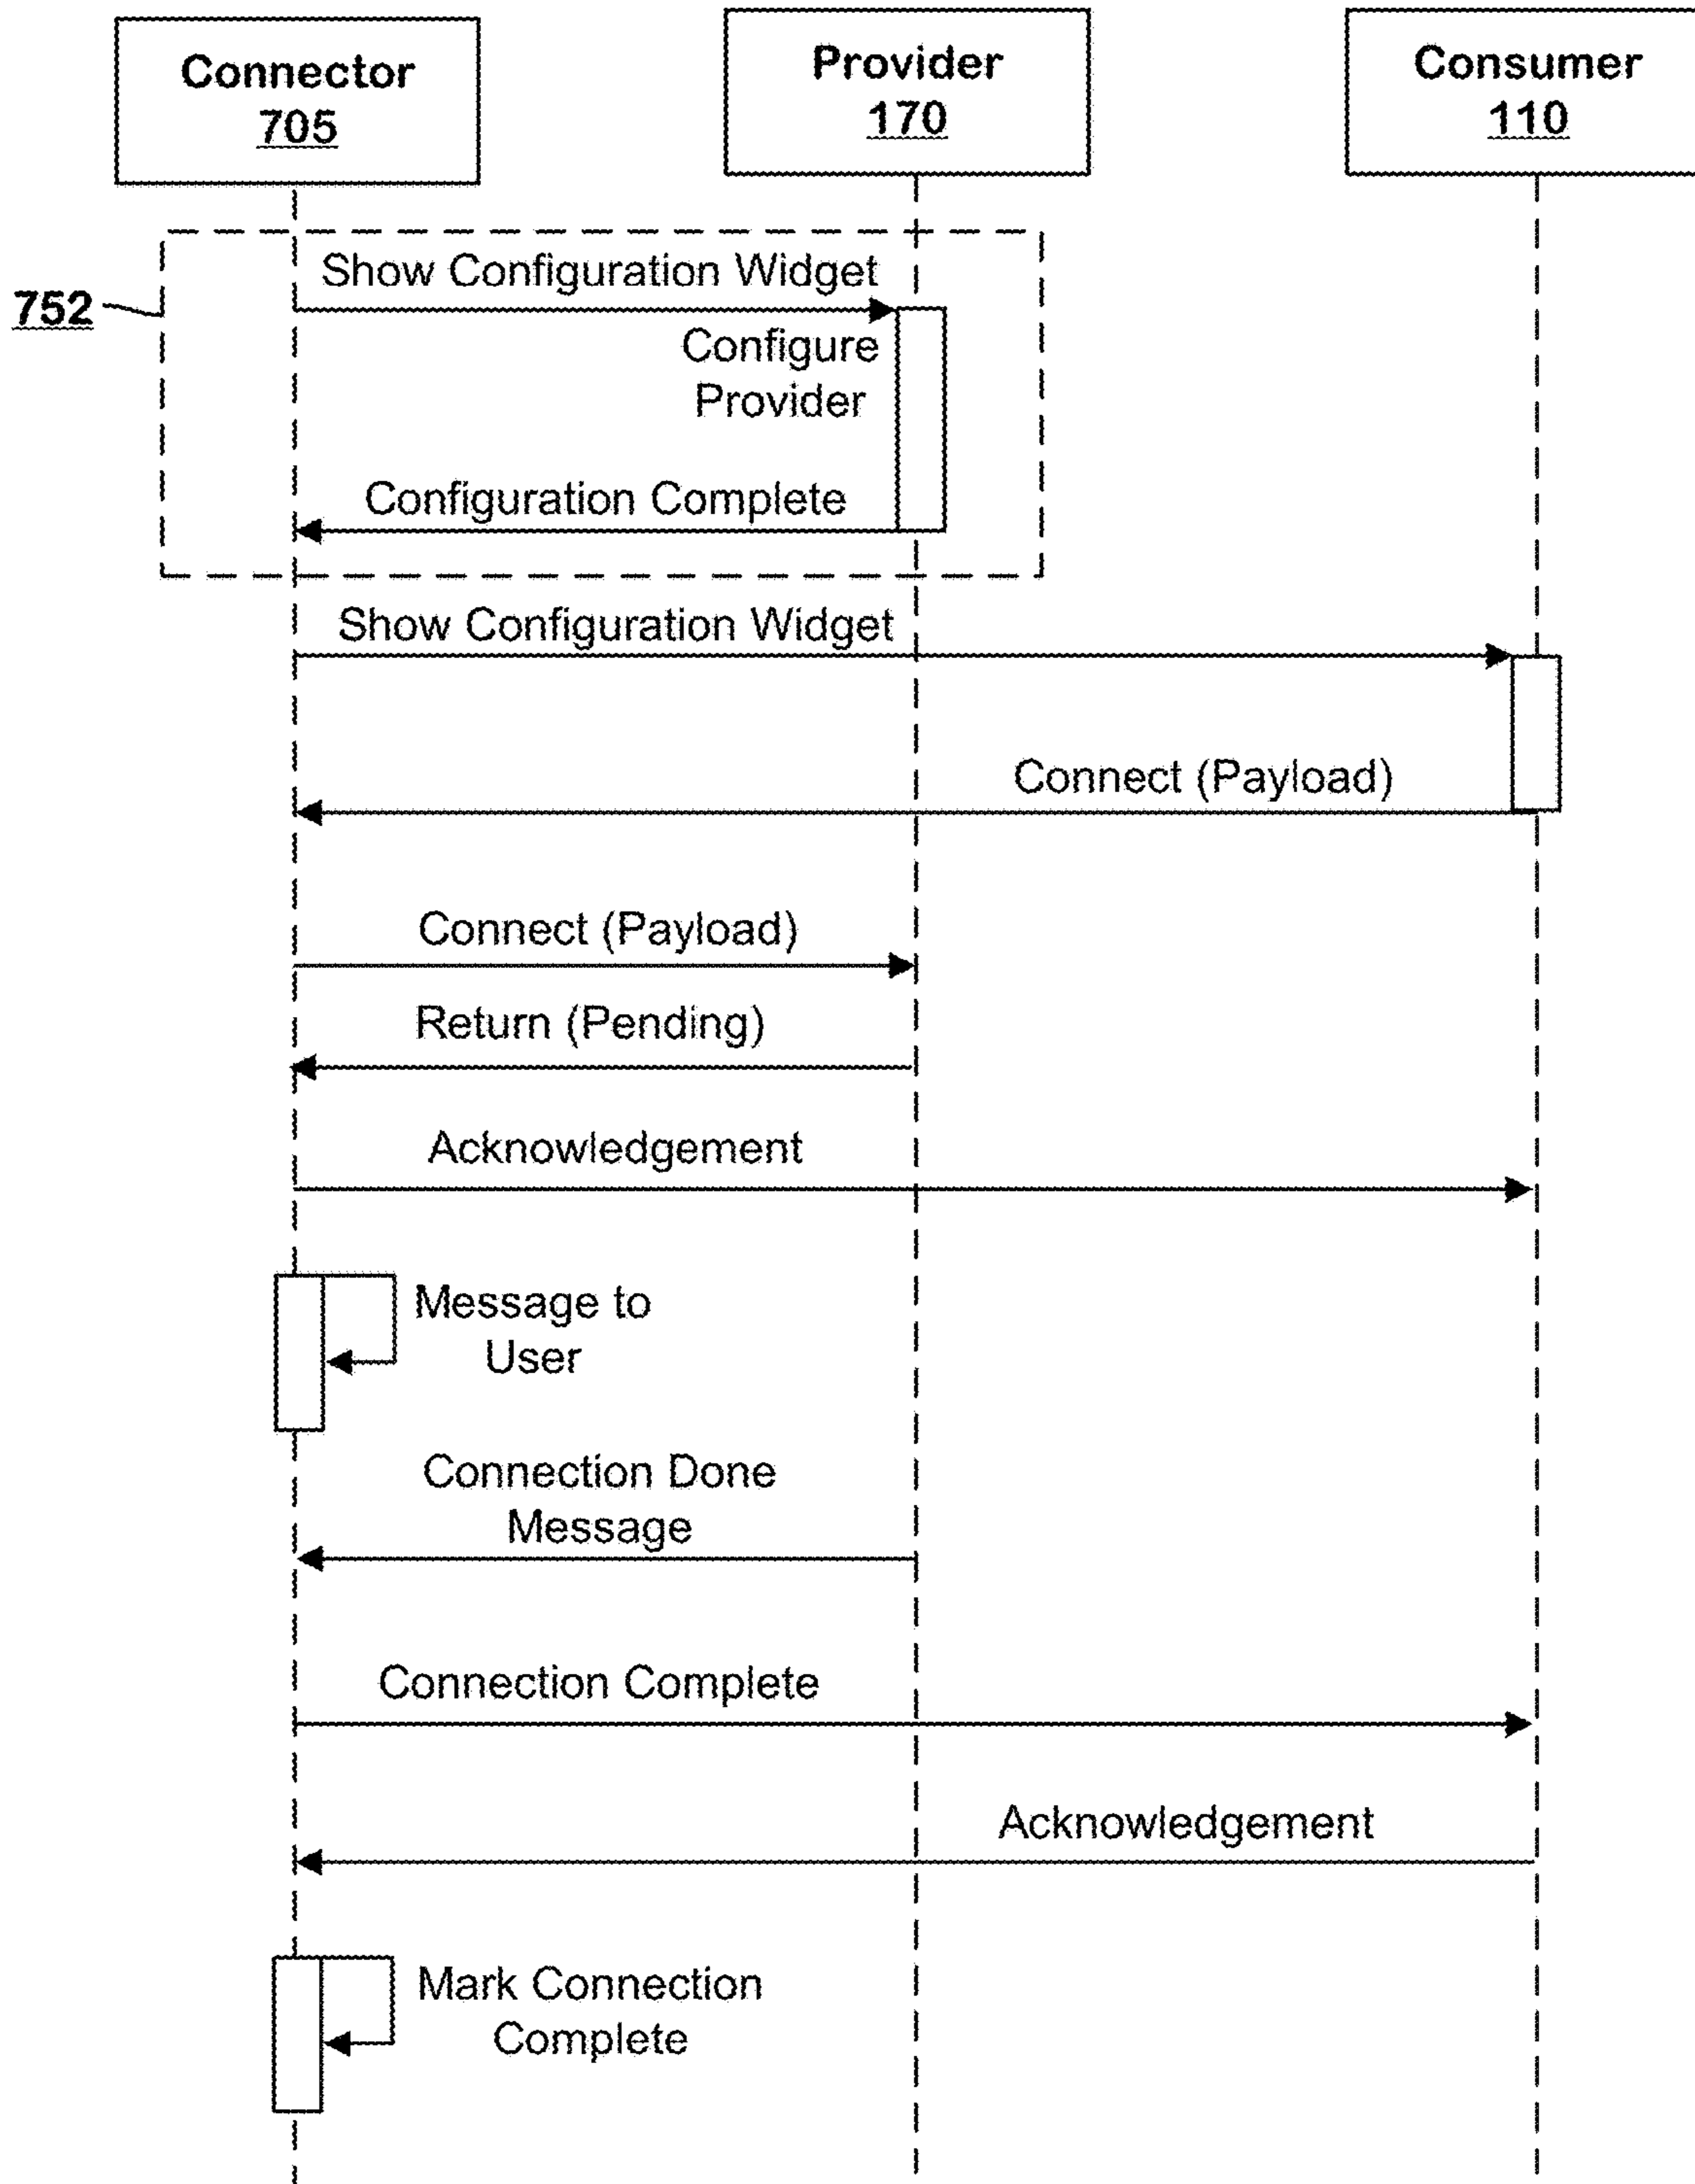 Connector
705
Provider
170
Consumer
110
752
Show Configuration Widget
Configure
Provider
Configuration Complete
Show Configuration Widget
Connect (Payload)
Connect (Payload)
Return (Pending)
Acknowledgement
Message to
User
Connection Done
Message
Connection Complete
Acknowledgement
Mark Connection
Complete